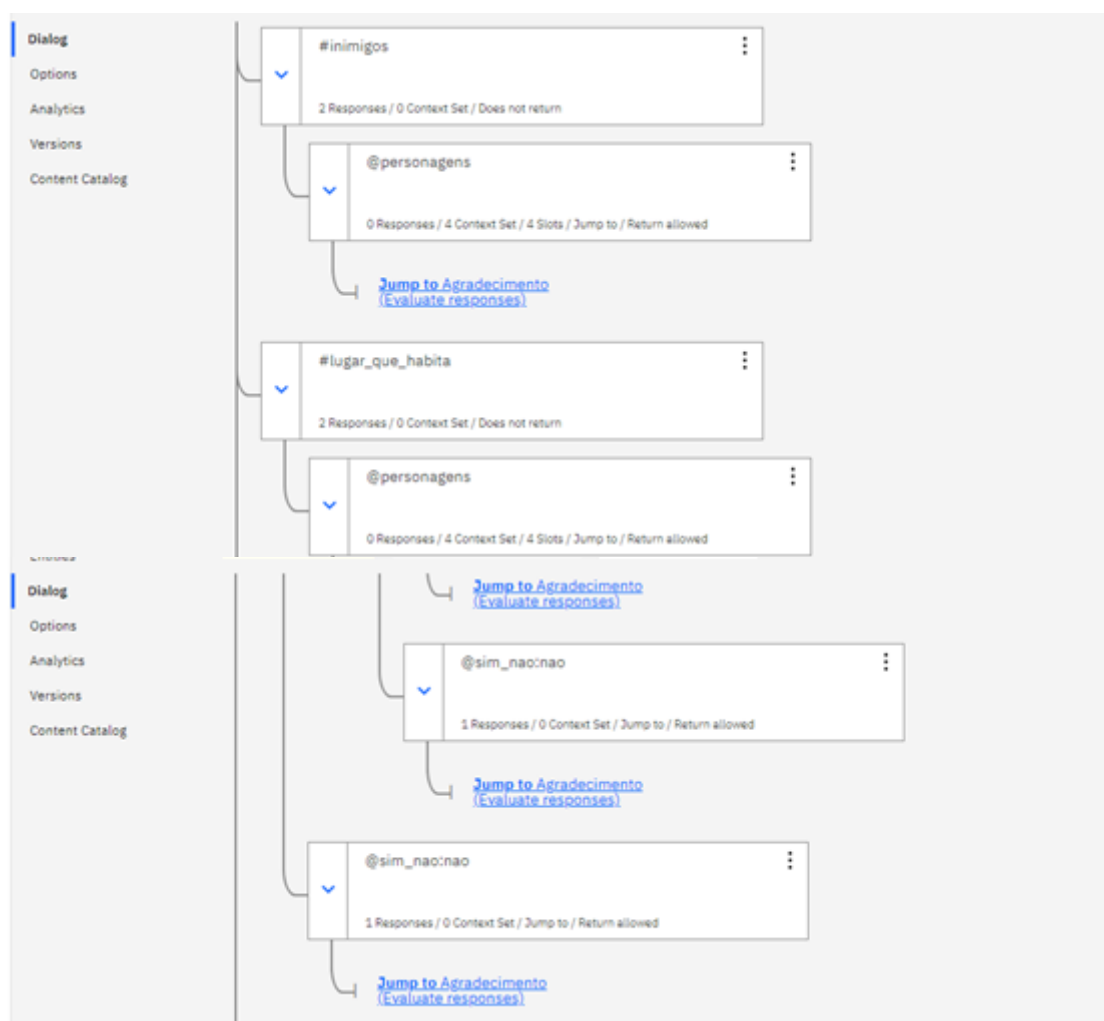 Dialog
Options
Analytics
Versions
Content Catalog
#inimigos
2 Responses / 0 Context Set / Does not return
@personagens
0 Responses / 4 Context Set / 4 Slots / Jump to / Return allowed
Jump to Agradecimento
(Evaluate responses)
#lugar_que_habita
2 Responses / 0 Context Set / Does not return
@personagens
0 Responses / 4 Context Set / 4 Slots / Jump to / Return allowed
Dialog
Options
Analytics
Versions
Content Catalog
Jump to Agradecimento
(Evaluate responses)
@sim_nao:nao
1 Responses / 0 Context Set / Jump to / Return allowed
Jump to Agradecimento
(Evaluate responses)
@sim_nao:nao
1 Responses / 0 Context Set / Jump to / Return allowed
Jump to Agradecimento
(Evaluate responses)